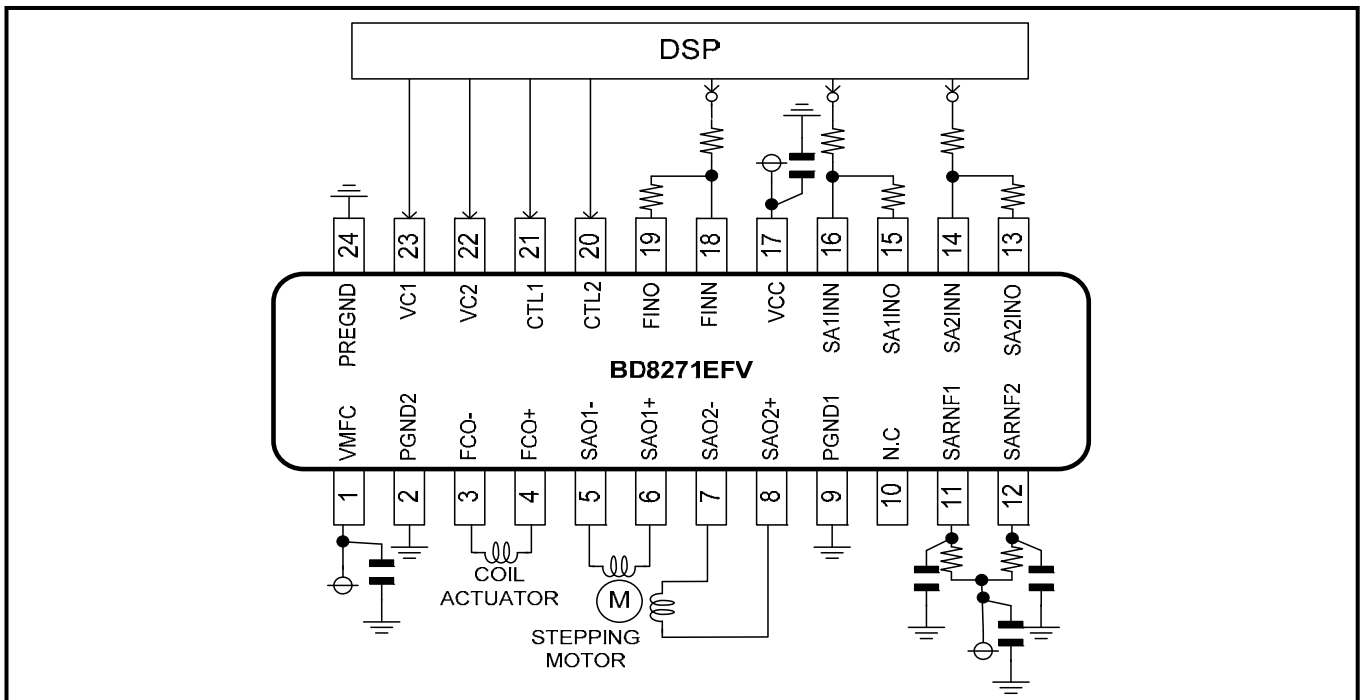 DSP
24
23
22
21
20
19
18
17
16
15
14
13
PREGND
VC1
VC2
CTL1
CTL2
FINO
FINN
VCC
SA1INN
SA1INO
SA2INN
SA2INO
BD8271EFV
VMFC
PGND2
FCO-
FCO+
SAO1-
SAO1+
SAO2-
SAO2+
PGND1
N.C
SARNF1
SARNF2
1
2
3
4
5
6
7
8
9
10
11
12
COIL
ACTUATOR
M
STEPPING
MOTOR